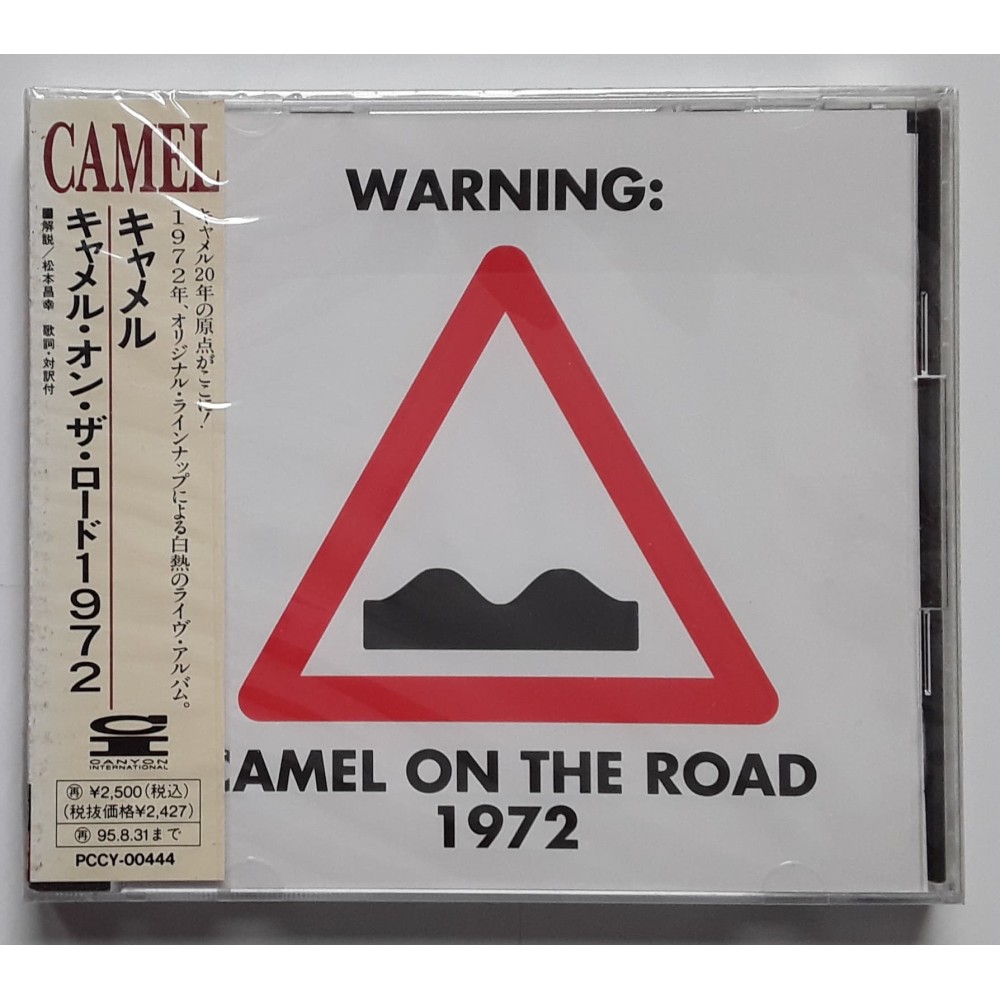 CAMEL
キャメル20年の原点がここに!
1972年、オリジナル・ラインナップによる白熱のライヴ・アルバム。
キャメル
キャメル・オン・ザ・ロード1972
■解説/松本昌幸 歌詞・対訳付
CANYON
INTERNATIONAL
再 ¥2,500(税込)
(税抜価格¥2,427)
再 95.8.31まで
PCCY-00444
WARNING:
CAMEL ON THE ROAD
1972